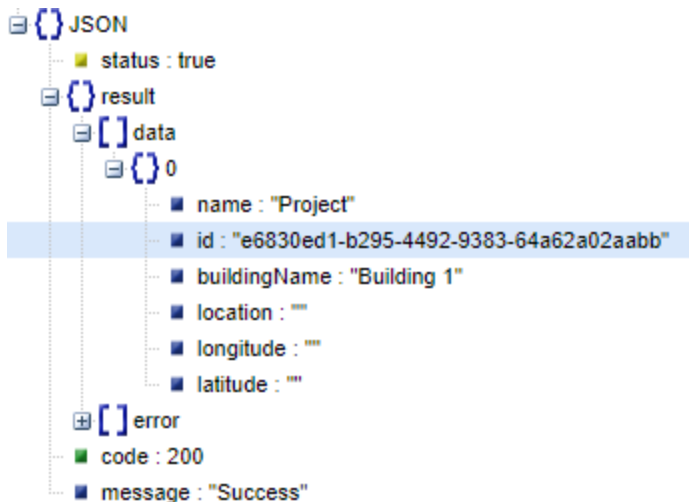 {} JSON
status : true
{} result
[ ] data
{} 0
name : "Project"
id : "e6830ed1-b295-4492-9383-64a62a02aabb"
buildingName : "Building 1"
location : ""
longitude : ""
latitude : ""
[ ] error
code : 200
message : "Success"